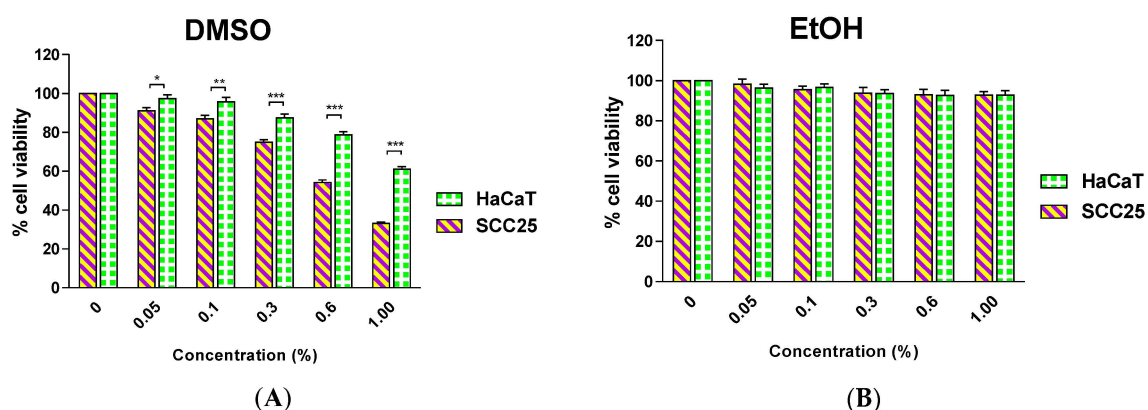 DMSO
120
100
80
60
40
20
0
% cell viability
*
**
***
***
***
0
0.05
0.1
0.3
0.6
1.00
Concentration (%)
HaCaT
SCC25
(A)
EtOH
120
100
80
60
40
20
0
% cell viability
0
0.05
0.1
0.3
0.6
1.00
Concentration (%)
HaCaT
SCC25
(B)